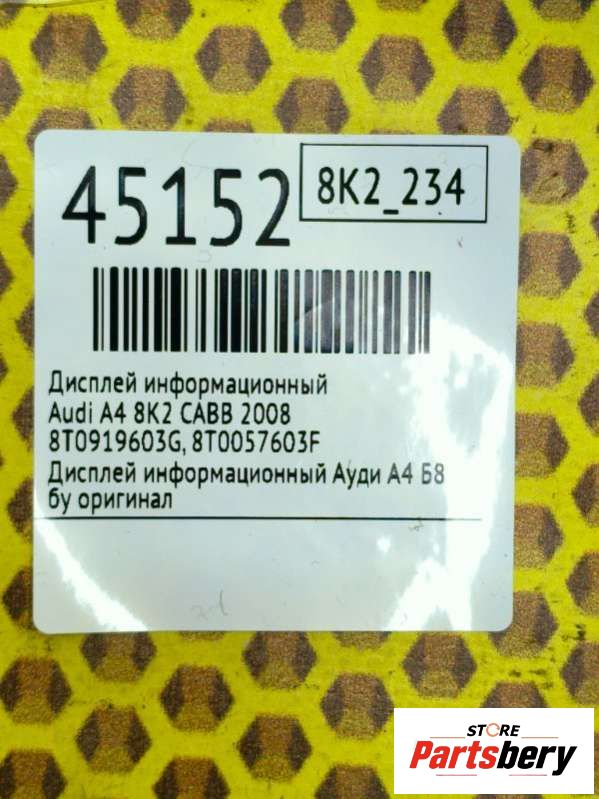 45152
8K2_234
Дисплей информационный
Audi A4 8K2 CABB 2008
8T0919603G, 8T0057603F
Дисплей информационный Ауди А4 Б8
бу оригинал
STORE
Partsbery